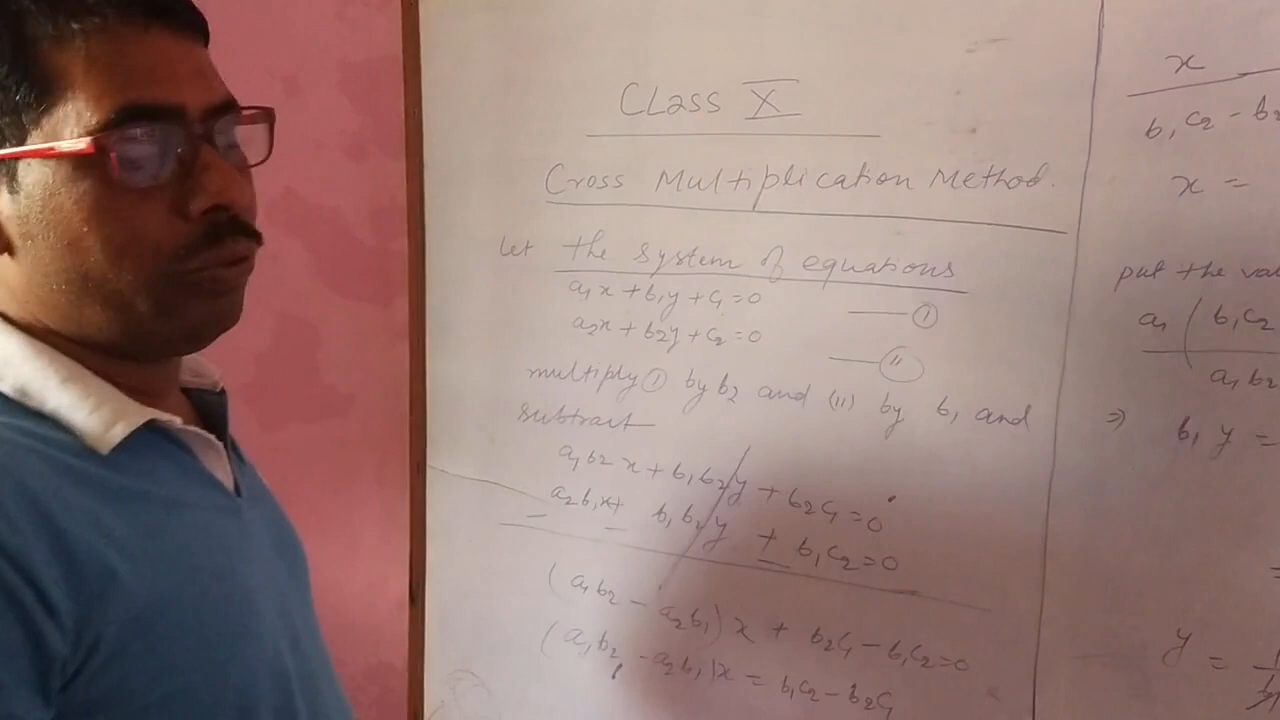 Class X
Cross Multiplication Method.
Let the system of equations
a₁x + b₁y + c₁ = 0 —— (I)
a₂x + b₂y + c₂ = 0 —— (II)
multiply (I) by b₂ and (II) by b₁ and
subtract
a₁b₂x + b₁b₂y + b₂c₁ = 0
a₂b₁x + b₁b₂y + b₁c₂ = 0
(a₁b₂ - a₂b₁)x + b₂c₁ - b₁c₂ = 0
(a₁b₂ - a₂b₁)x = b₁c₂ - b₂c₁
x
b₁c₂ - b₂
x =
put the
a₁ ( b₁c₂
a₁b₂
⇒ b₁y =
=
y =